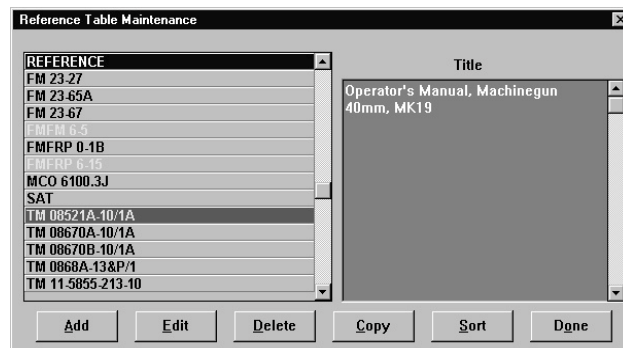 Reference Table Maintenance
REFERENCE
FM 23-27
FM 23-65A
FM 23-67
FMFM 6-5
FMFRP 0-1B
FMFRP 6-15
MCO 6100.3J
SAT
TM 08521A-10/1A
TM 08670A-10/1A
TM 08670B-10/1A
TM 0868A-13&P/1
TM 11-5855-213-10
Title
Operator's Manual, Machinegun
40mm, MK19
Add Edit Delete Copy Sort Done